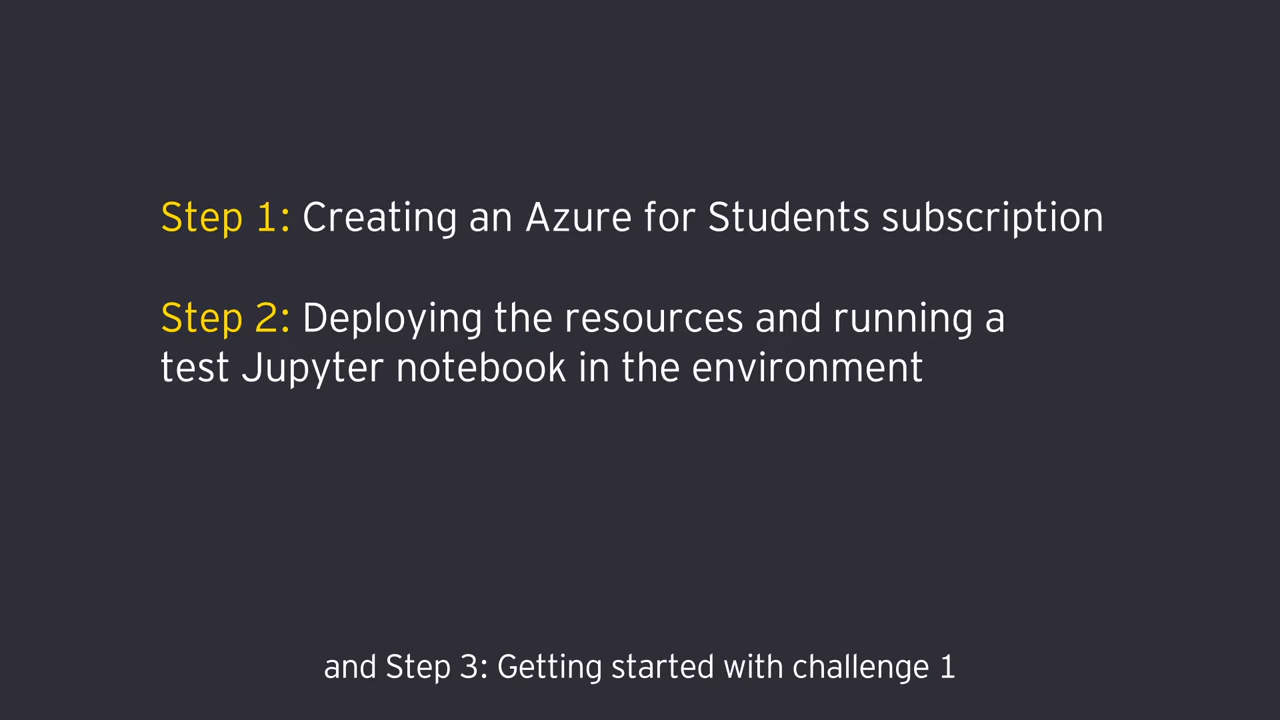 Step 1: Creating an Azure for Students subscription
Step 2: Deploying the resources and running a
test Jupyter notebook in the environment
and Step 3: Getting started with challenge 1